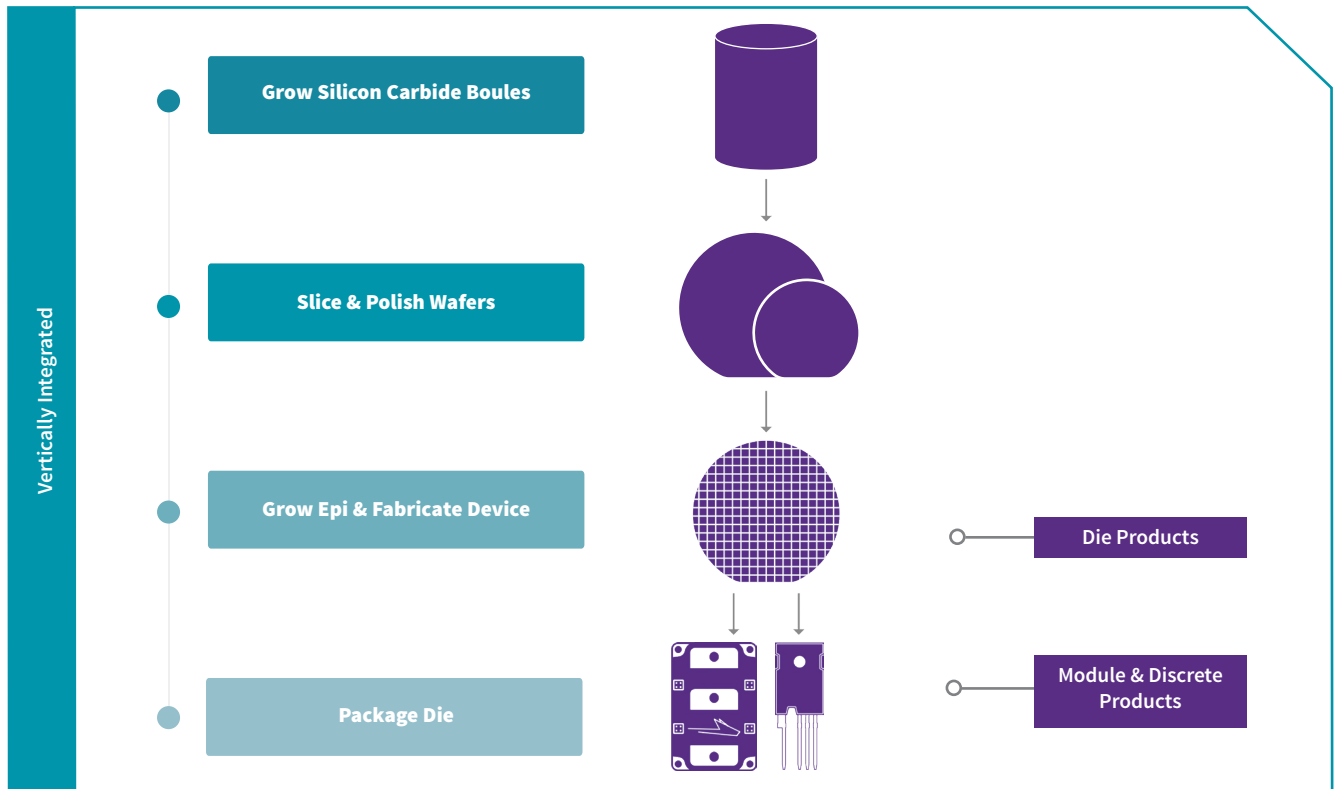 Vertically Integrated
Grow Silicon Carbide Boules
Slice & Polish Wafers
Grow Epi & Fabricate Device
Die Products
Package Die
Module & Discrete
Products